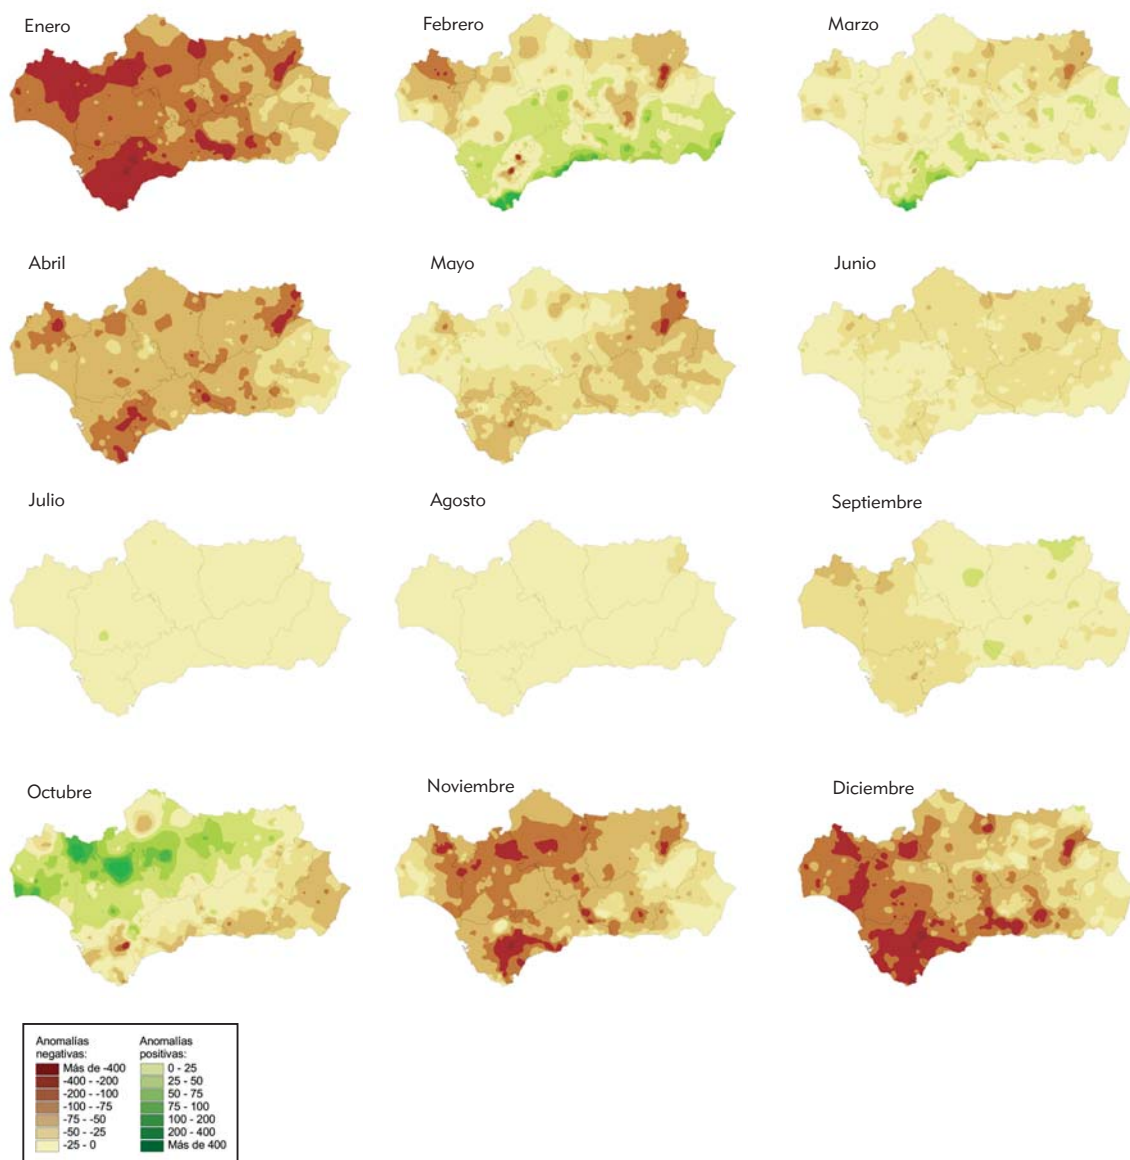 Enero
Febrero
Marzo
Abril
Mayo
Junio
Julio
Agosto
Septiembre
Octubre
Noviembre
Diciembre
Anomalías negativas:
Más de -400
-400 - -200
-200 - -100
-100 - -75
-75 - -50
-50 - -25
-25 - 0
Anomalías positivas:
0 - 25
25 - 50
50 - 75
75 - 100
100 - 200
200 - 400
Más de 400